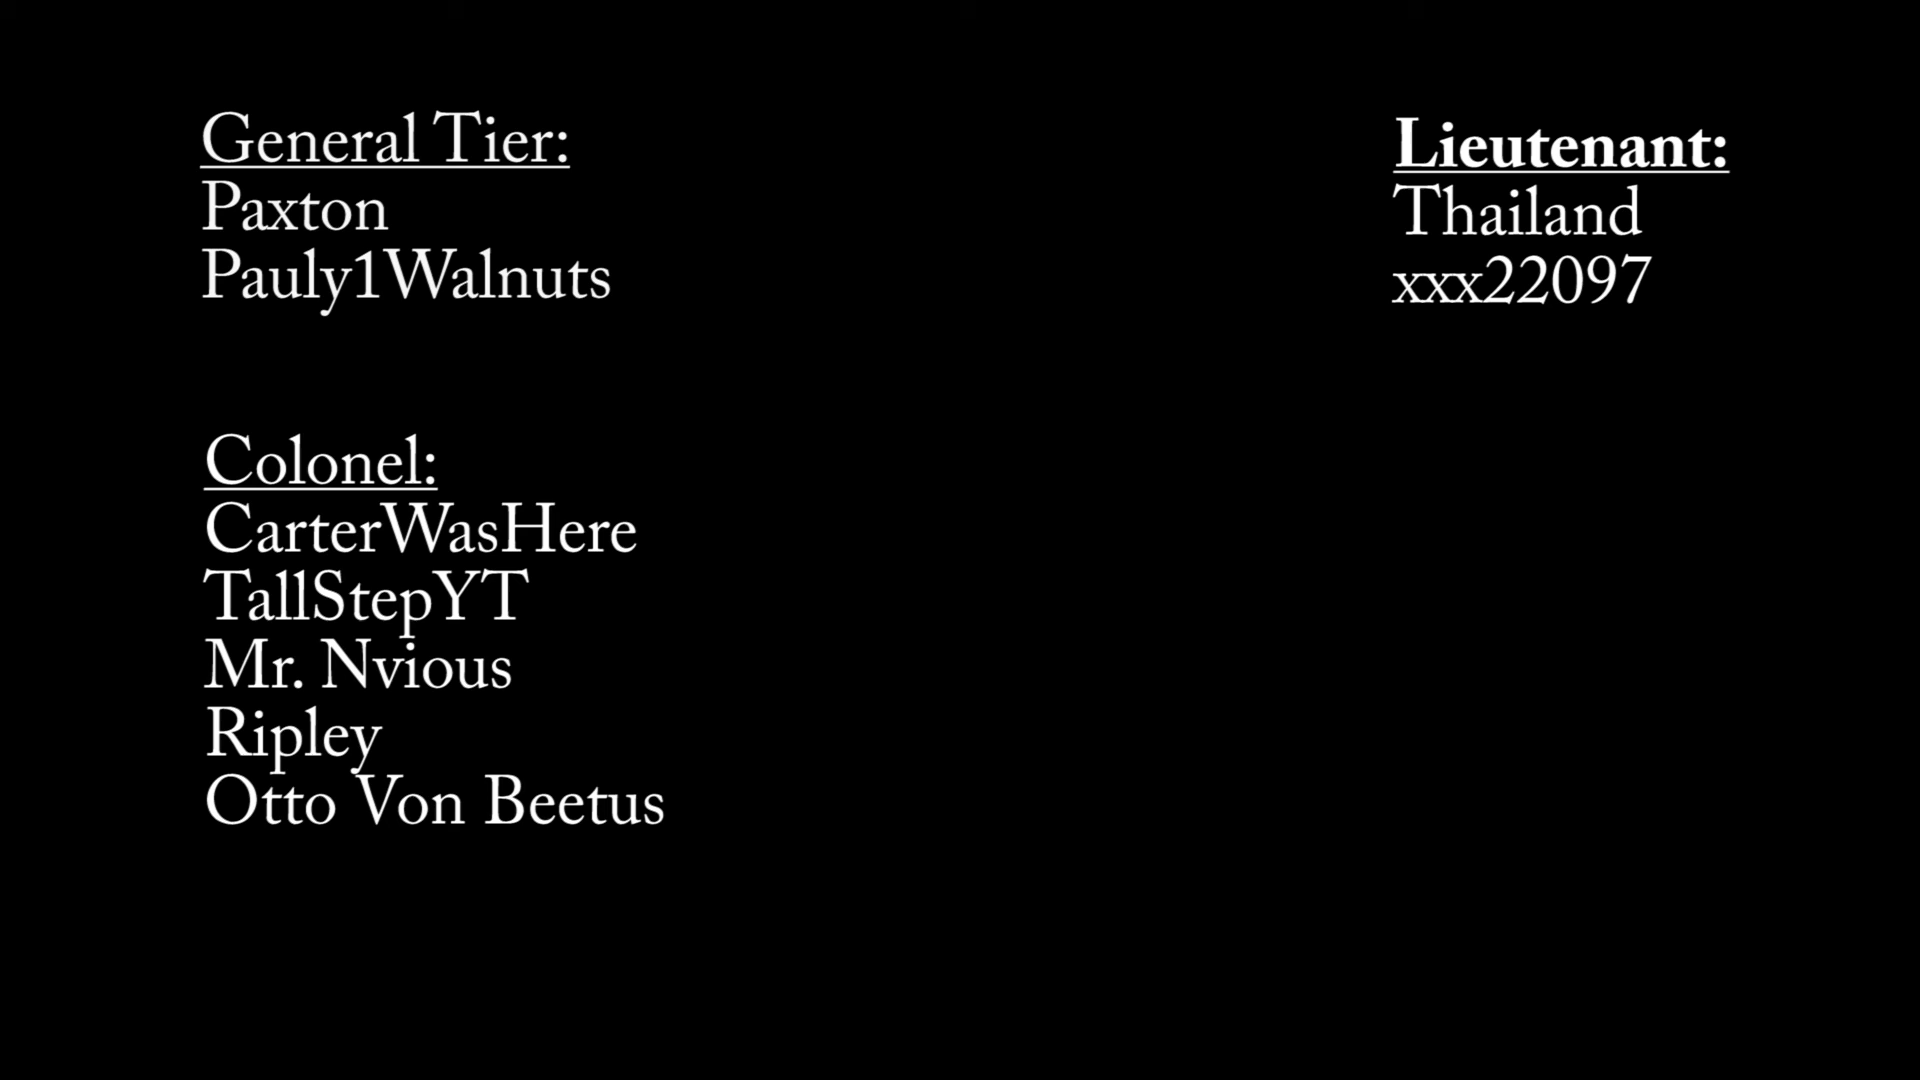 General Tier:
Paxton
Pauly1Walnuts
Colonel:
CarterWasHere
TallStepYT
Mr. Nvious
Ripley
Otto Von Beetus
Lieutenant:
Thailand
xxx22097